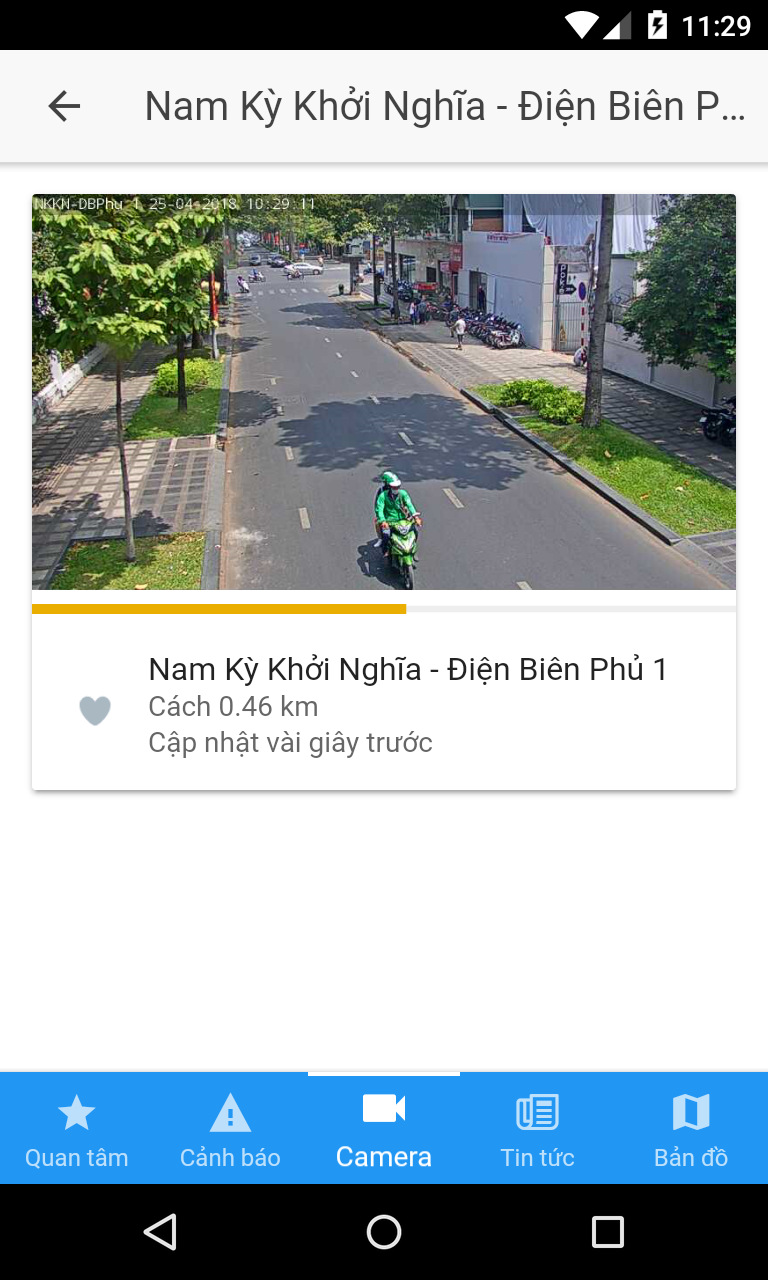 11:29
Nam Kỳ Khởi Nghĩa - Điện Biên P...
NKKN-DBPhu 1 25-04-2018 10:29:11
Nam Kỳ Khởi Nghĩa - Điện Biên Phủ 1
Cách 0.46 km
Cập nhật vài giây trước
Quan tâm
Cảnh báo
Camera
Tin tức
Bản đồ